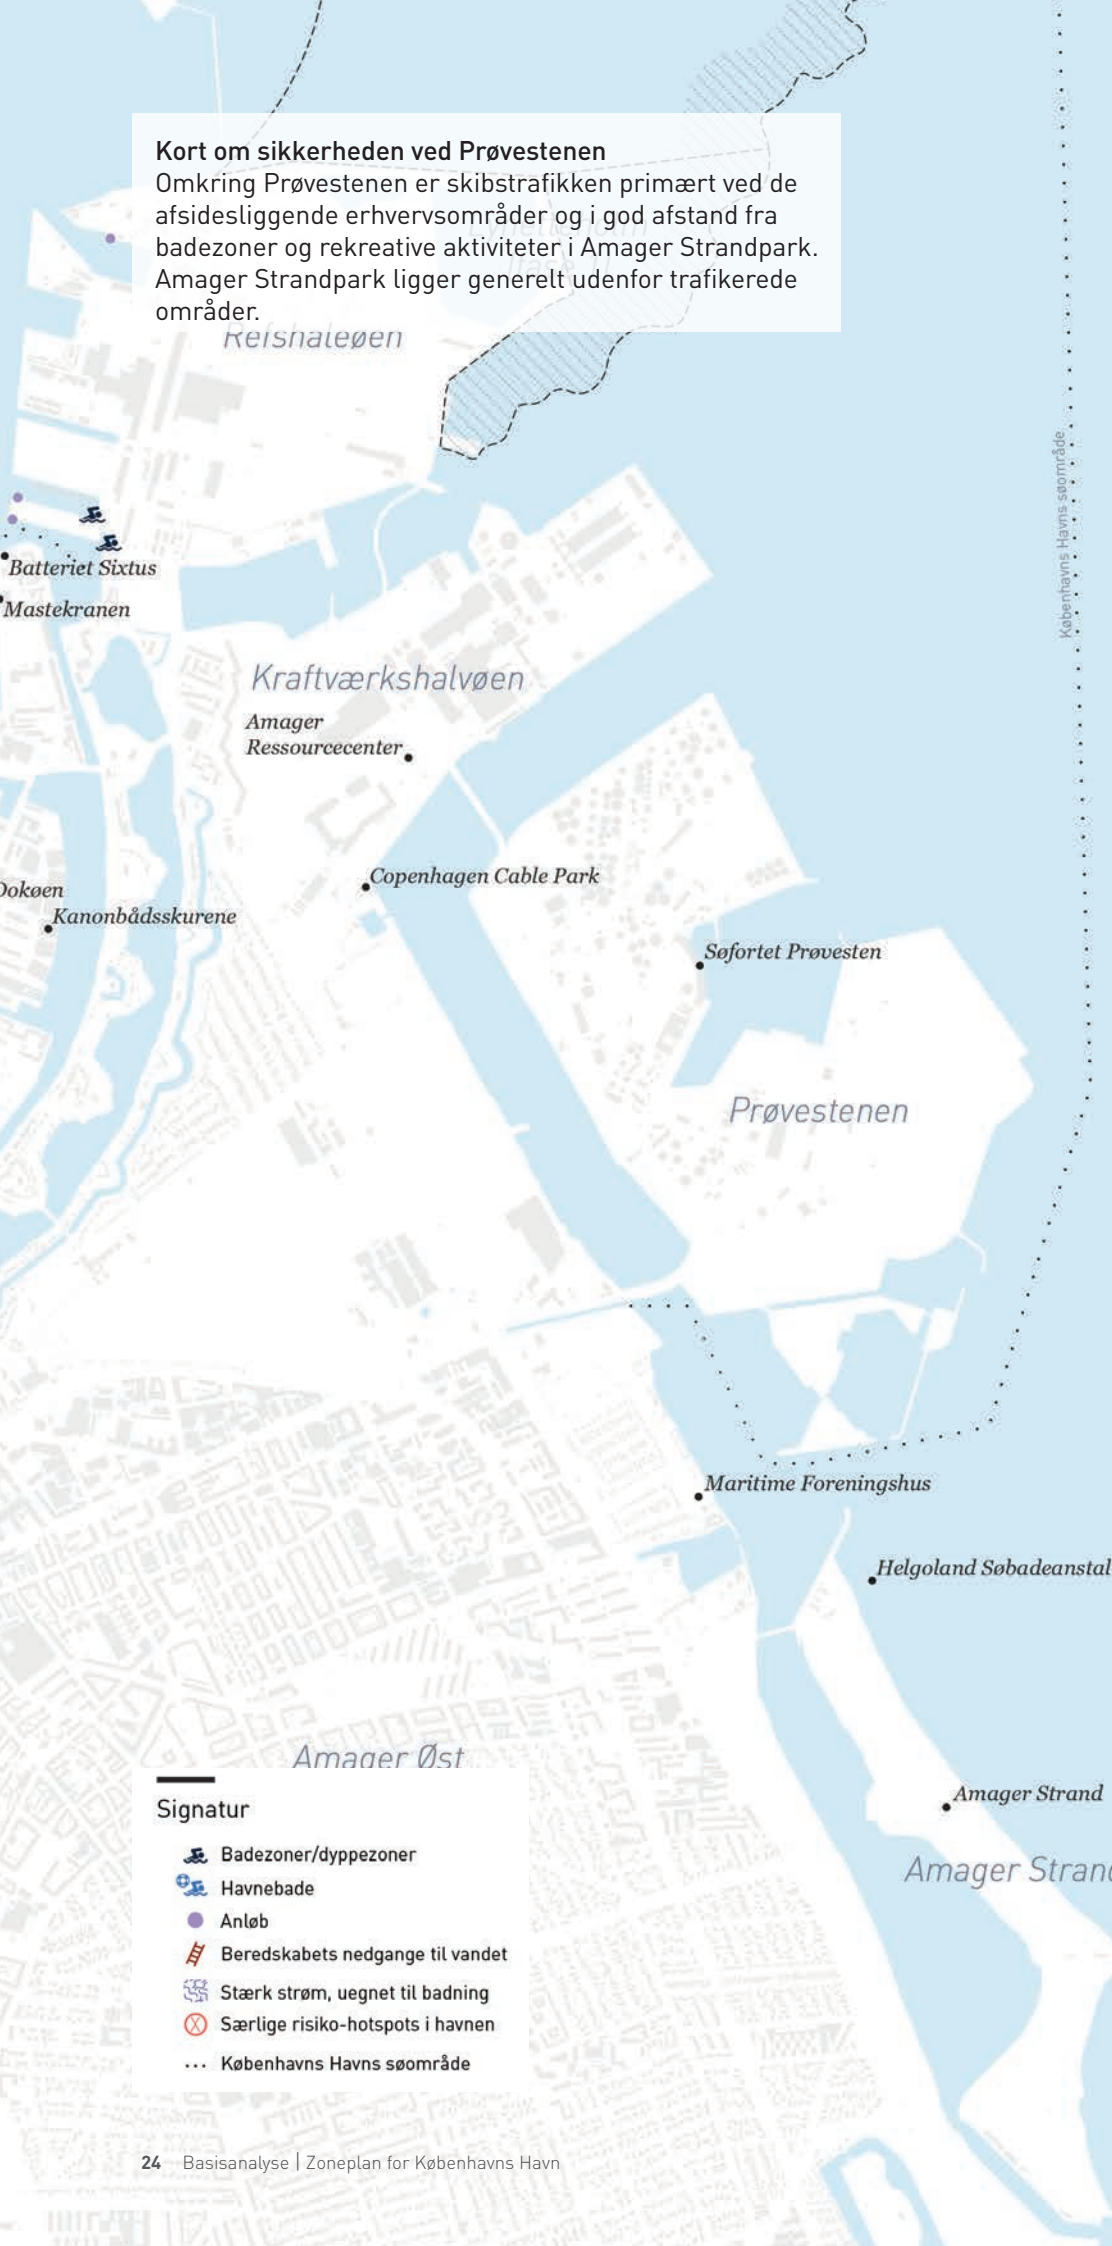 Kort om sikkerheden ved Prøvestenen
Omkring Prøvestenen er skibstrafikken primært ved de
afsidesliggende erhvervsområder og i god afstand fra
badezoner og rekreative aktiviteter i Amager Strandpark.
Amager Strandpark ligger generelt udenfor trafikerede
områder.
Lynetteholm
(fase 1)
Refshaleøen
Københavns Havns søområde
Batteriet Sixtus
Mastekranen
Kraftværkshalvøen
Amager
Ressourcecenter
Copenhagen Cable Park
Dokøen
Kanonbådsskurene
Søfortet Prøvesten
Prøvestenen
Maritime Foreningshus
Helgoland Søbadeanstal
Amager Øst
Amager Strand
Amager Strand
Signatur
Badezoner/dyppezoner
Havnebade
Anløb
Beredskabets nedgange til vandet
Stærk strøm, uegnet til badning
Særlige risiko-hotspots i havnen
Københavns Havns søområde
24 Basisanalyse | Zoneplan for Københavns Havn